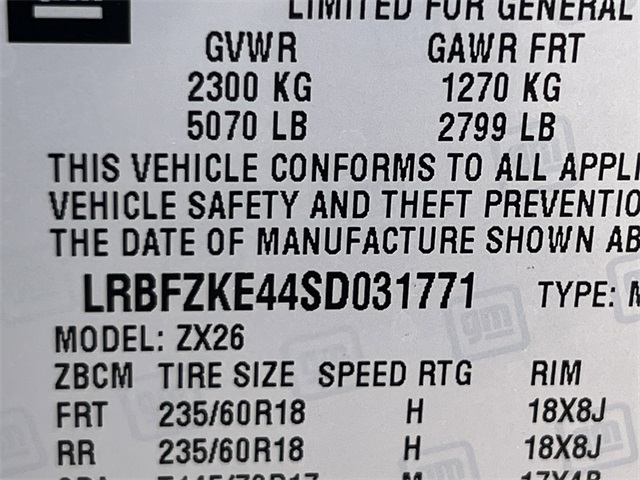 LIMITED FOR GENERAL
GVWR GAWR FRT
2300 KG 1270 KG
5070 LB 2799 LB
THIS VEHICLE CONFORMS TO ALL APPLI
VEHICLE SAFETY AND THEFT PREVENTIO
THE DATE OF MANUFACTURE SHOWN AB
LRBFZKE44SD031771 TYPE: M
MODEL: ZX26
ZBCM TIRE SIZE SPEED RTG RIM
FRT 235/60R18 H 18X8J
RR 235/60R18 H 18X8J